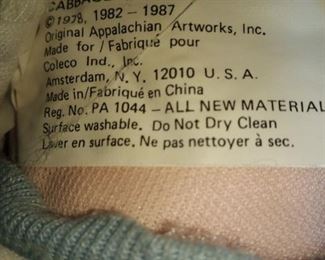 CABBAGE
©1978, 1982 - 1987
Original Appalachian Artworks, Inc.
Made for / Fabriqué pour
Coleco Ind., Inc.
Amsterdam, N. Y. 12010 U. S. A.
Made in/Fabriqué en China
Reg. No. PA 1044 – ALL NEW MATERIAL
Surface washable. Do Not Dry Clean
Laver en surface. Ne pas nettoyer à sec.